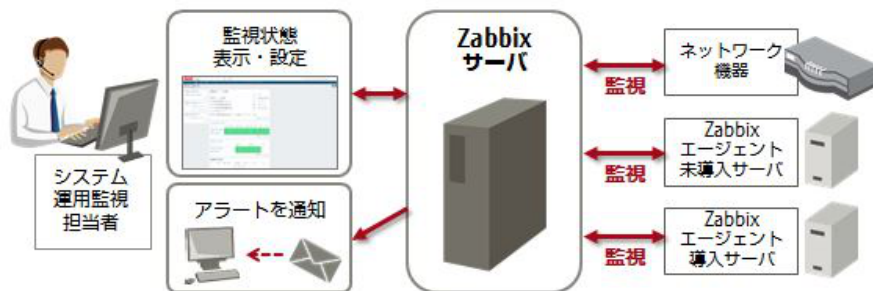 監視状態
表示・設定
Zabbix
サーバ
ネットワーク
機器
監視
Zabbix
エージェント
未導入サーバ
監視
システム
運用監視
担当者
アラートを通知
Zabbix
エージェント
導入サーバ
監視